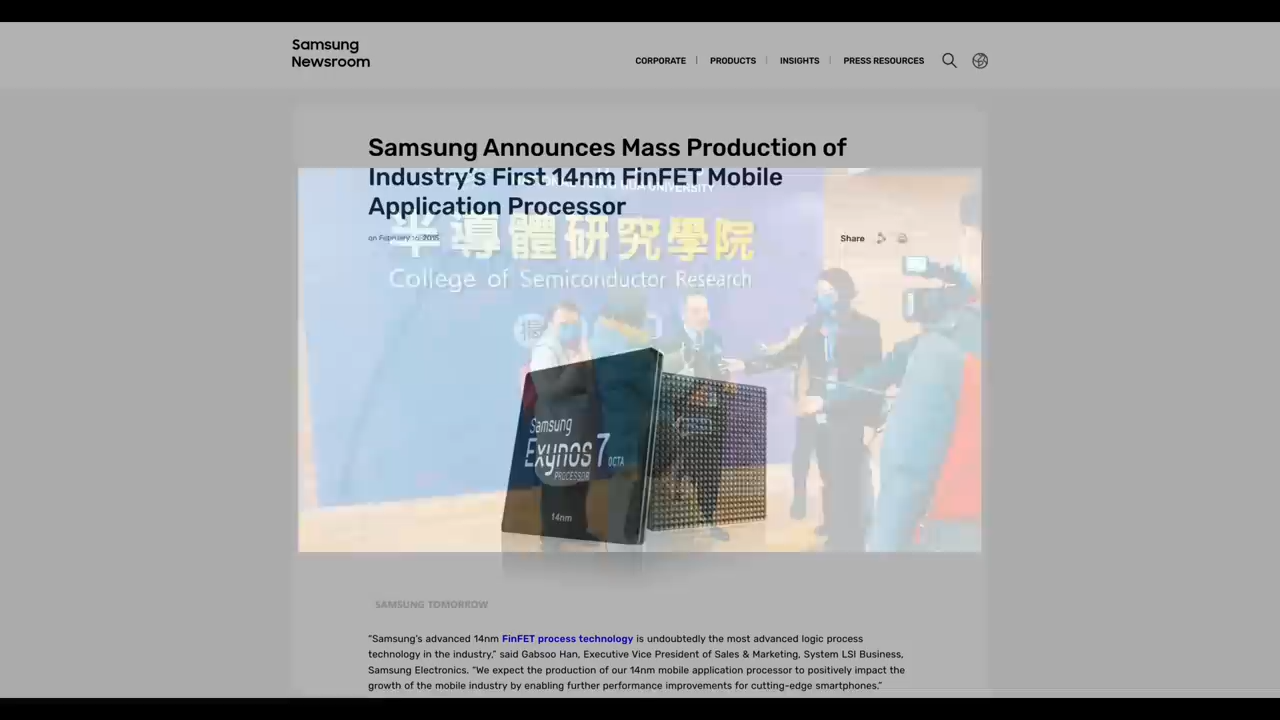 Samsung
Newsroom
CORPORATE
PRODUCTS
INSIGHTS
PRESS RESOURCES
Samsung Announces Mass Production of
Industry's First 14nm FinFET Mobile
Application Processor
UNIVERSITY
on February 16, 2015
Share
半導體研究學院
College of Semiconductor Research
Samsung
Exynos 7 OCTA
PROCESSOR
14nm
SAMSUNG TOMORROW
“Samsung’s advanced 14nm FinFET process technology is undoubtedly the most advanced logic process
technology in the industry,” said Gabsoo Han, Executive Vice President of Sales & Marketing, System LSI Business,
Samsung Electronics. “We expect the production of our 14nm mobile application processor to positively impact the
growth of the mobile industry by enabling further performance improvements for cutting-edge smartphones.”